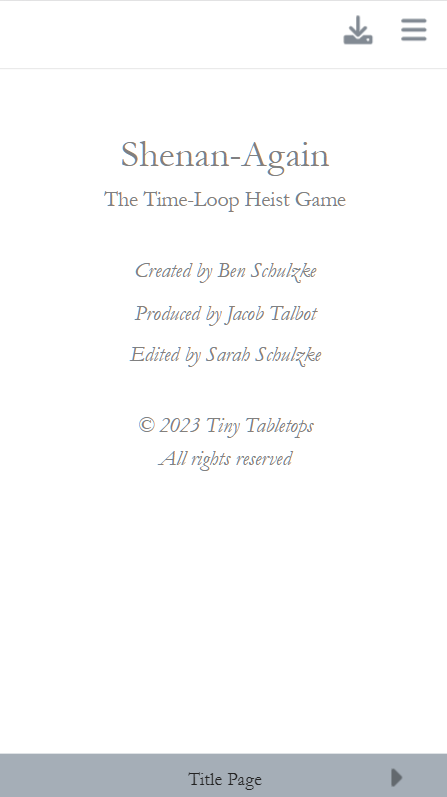 Shenan-Again
The Time-Loop Heist Game
Created by Ben Schulzke
Produced by Jacob Talbot
Edited by Sarah Schulzke
© 2023 Tiny Tabletops
All rights reserved
Title Page